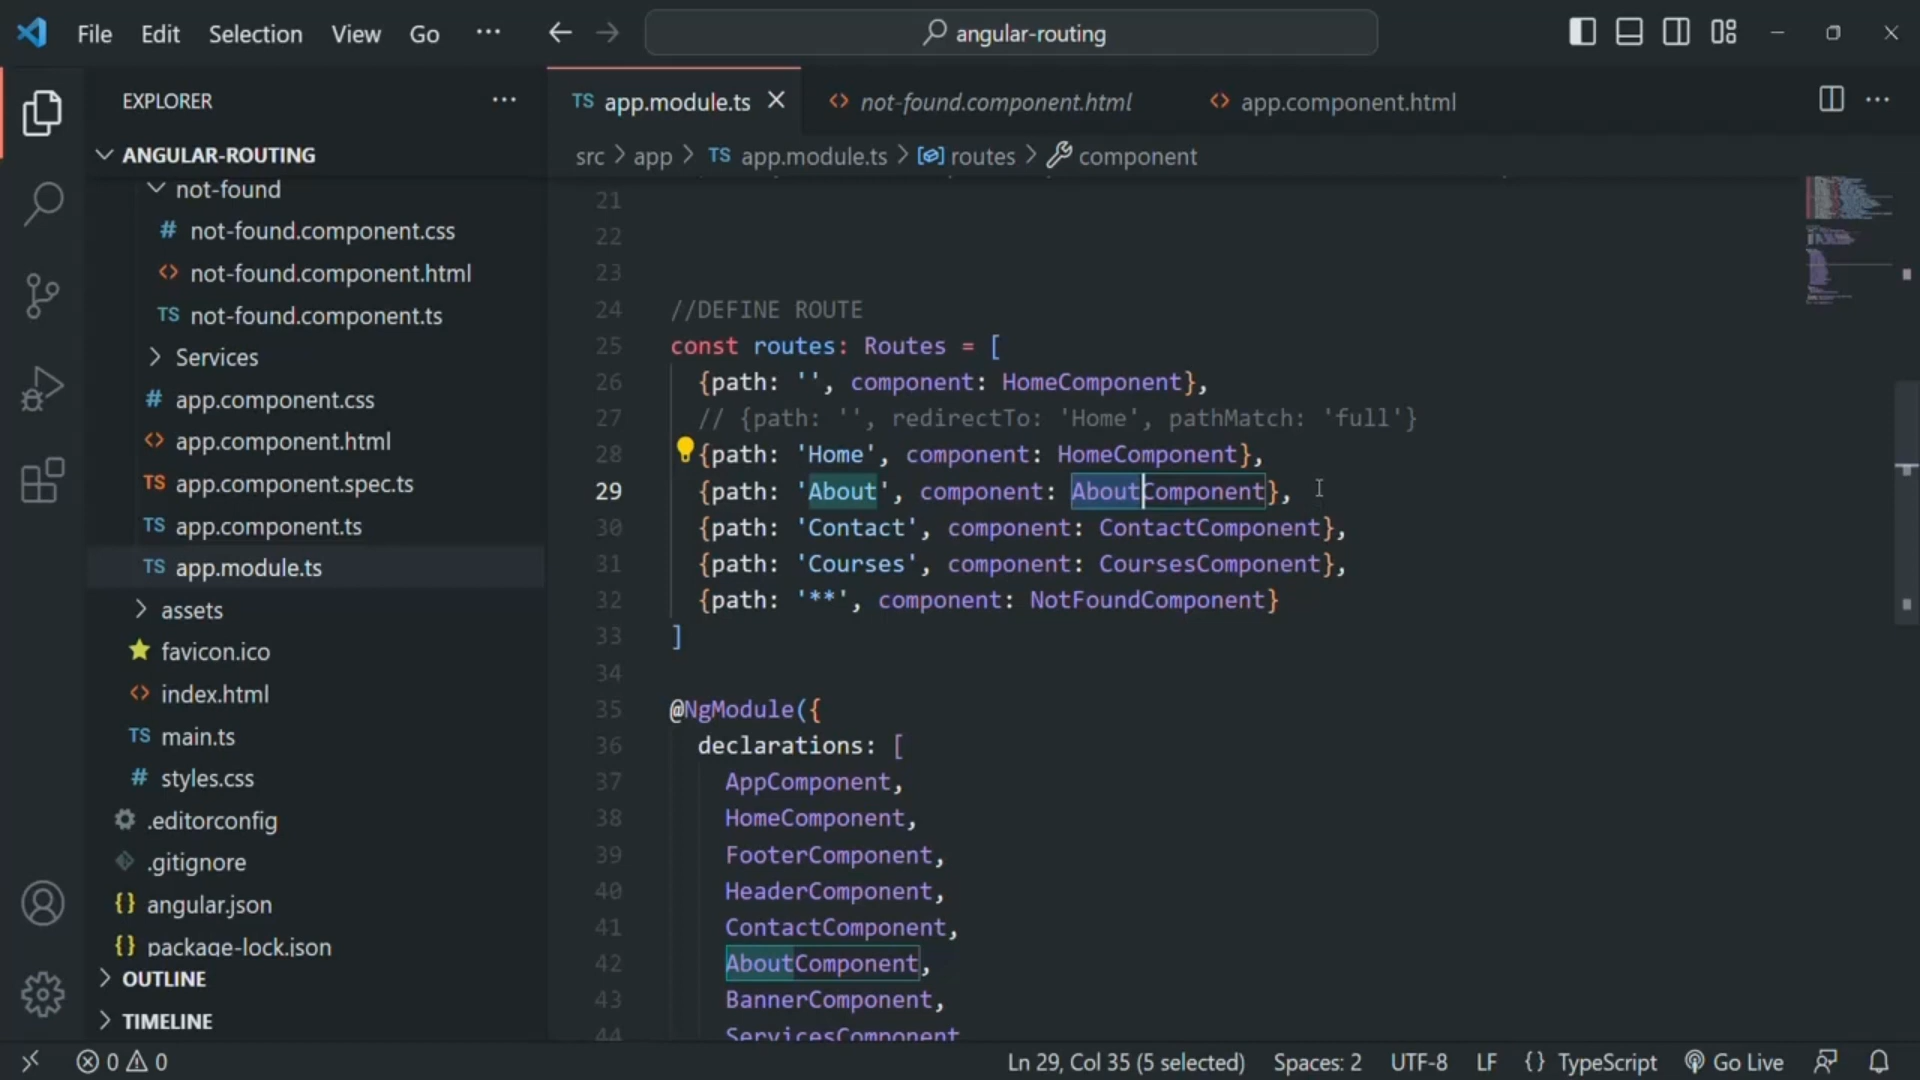 File Edit Selection View Go ··· angular-routing
EXPLORER ···
ANGULAR-ROUTING
not-found
# not-found.component.css
<> not-found.component.html
TS not-found.component.ts
Services
# app.component.css
<> app.component.html
TS app.component.spec.ts
TS app.component.ts
TS app.module.ts
assets
favicon.ico
<> index.html
TS main.ts
# styles.css
.editorconfig
.gitignore
{} angular.json
{} package-lock.json
OUTLINE
TIMELINE
TS app.module.ts <> not-found.component.html <> app.component.html ···
src > app > TS app.module.ts > routes > component
21
22
23
24 //DEFINE ROUTE
25 const routes: Routes = [
26 {path: '', component: HomeComponent},
27 // {path: '', redirectTo: 'Home', pathMatch: 'full'}
28 {path: 'Home', component: HomeComponent},
29 {path: 'About', component: AboutComponent},
30 {path: 'Contact', component: ContactComponent},
31 {path: 'Courses', component: CoursesComponent},
32 {path: '**', component: NotFoundComponent}
33 ]
34
35 @NgModule({
36 declarations: [
37 AppComponent,
38 HomeComponent,
39 FooterComponent,
40 HeaderComponent,
41 ContactComponent,
42 AboutComponent,
43 BannerComponent,
44 ServicesComponent
0 0 Ln 29, Col 35 (5 selected) Spaces: 2 UTF-8 LF {} TypeScript Go Live